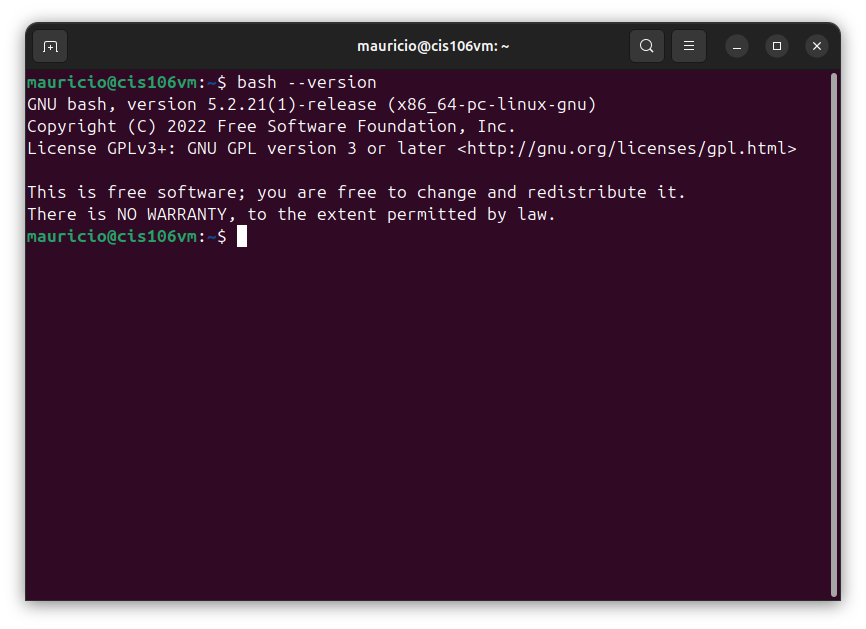 mauricio@cis106vm: ~
mauricio@cis106vm:~$ bash --version
GNU bash, version 5.2.21(1)-release (x86_64-pc-linux-gnu)
Copyright (C) 2022 Free Software Foundation, Inc.
License GPLv3+: GNU GPL version 3 or later <http://gnu.org/licenses/gpl.html>

This is free software; you are free to change and redistribute it.
There is NO WARRANTY, to the extent permitted by law.
mauricio@cis106vm:~$